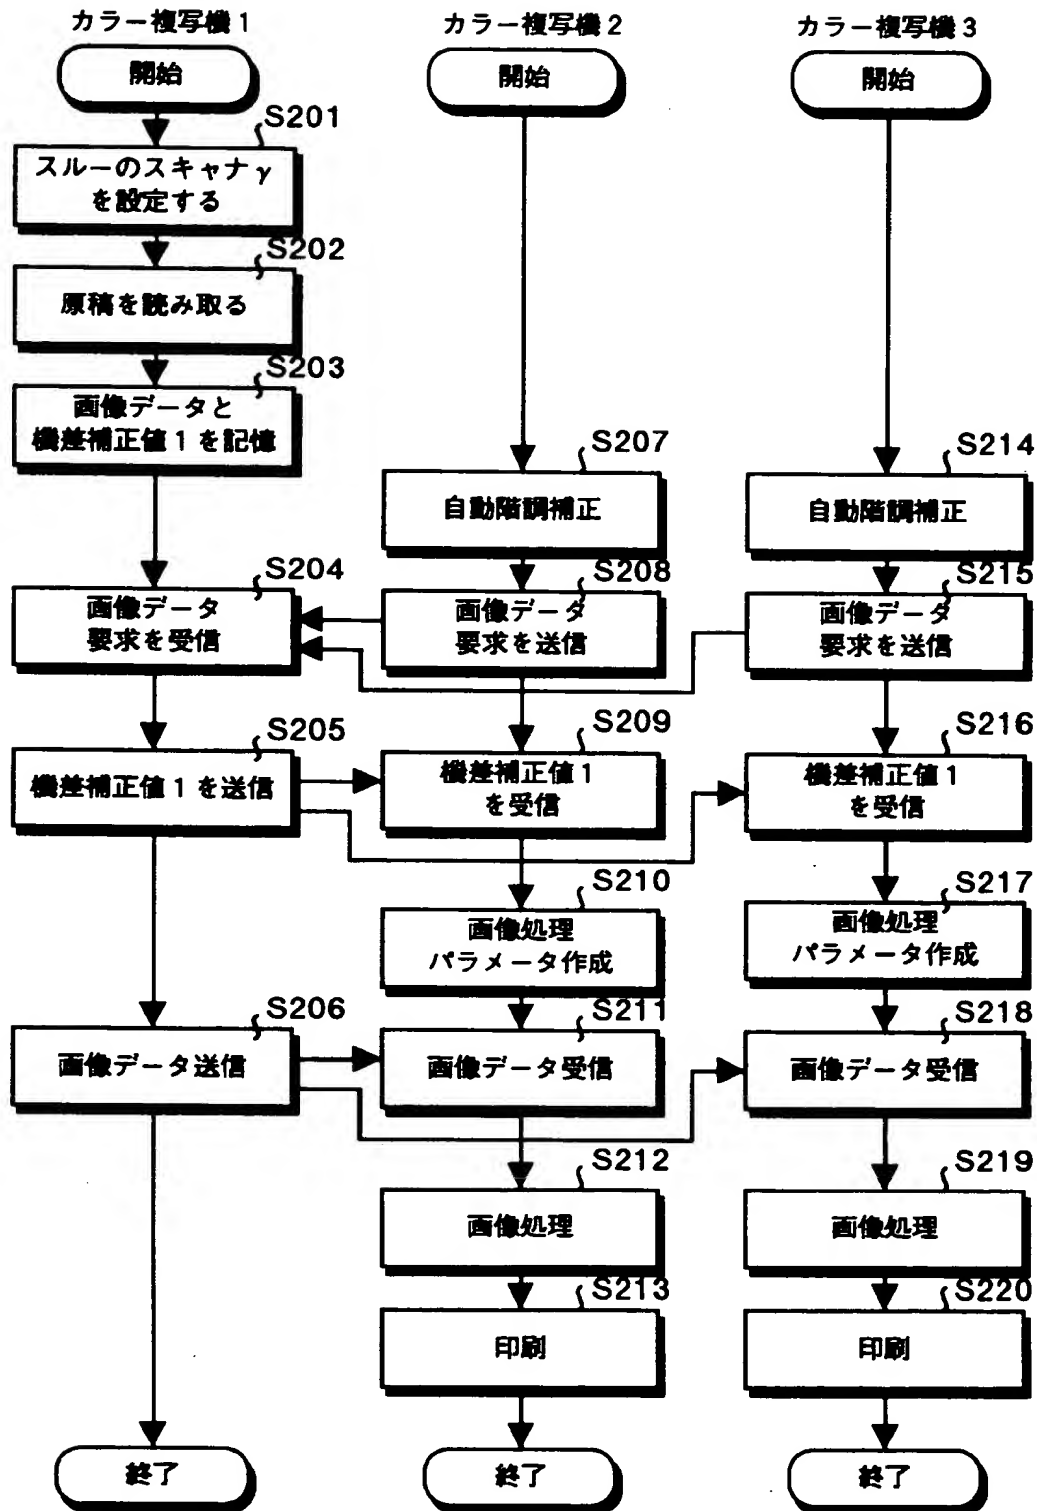 カラー複写機1
開始
S201
スルーのスキャナγ
を設定する
S202
原稿を読み取る
S203
画像データと
機差補正値1を記憶
S204
画像データ
要求を受信
S205
機差補正値1を送信
S206
画像データ送信
終了
カラー複写機2
開始
S207
自動階調補正
S208
画像データ
要求を送信
S209
機差補正値1
を受信
S210
画像処理
パラメータ作成
S211
画像データ受信
S212
画像処理
S213
印刷
終了
カラー複写機3
開始
S214
自動階調補正
S215
画像データ
要求を送信
S216
機差補正値1
を受信
S217
画像処理
パラメータ作成
S218
画像データ受信
S219
画像処理
S220
印刷
終了